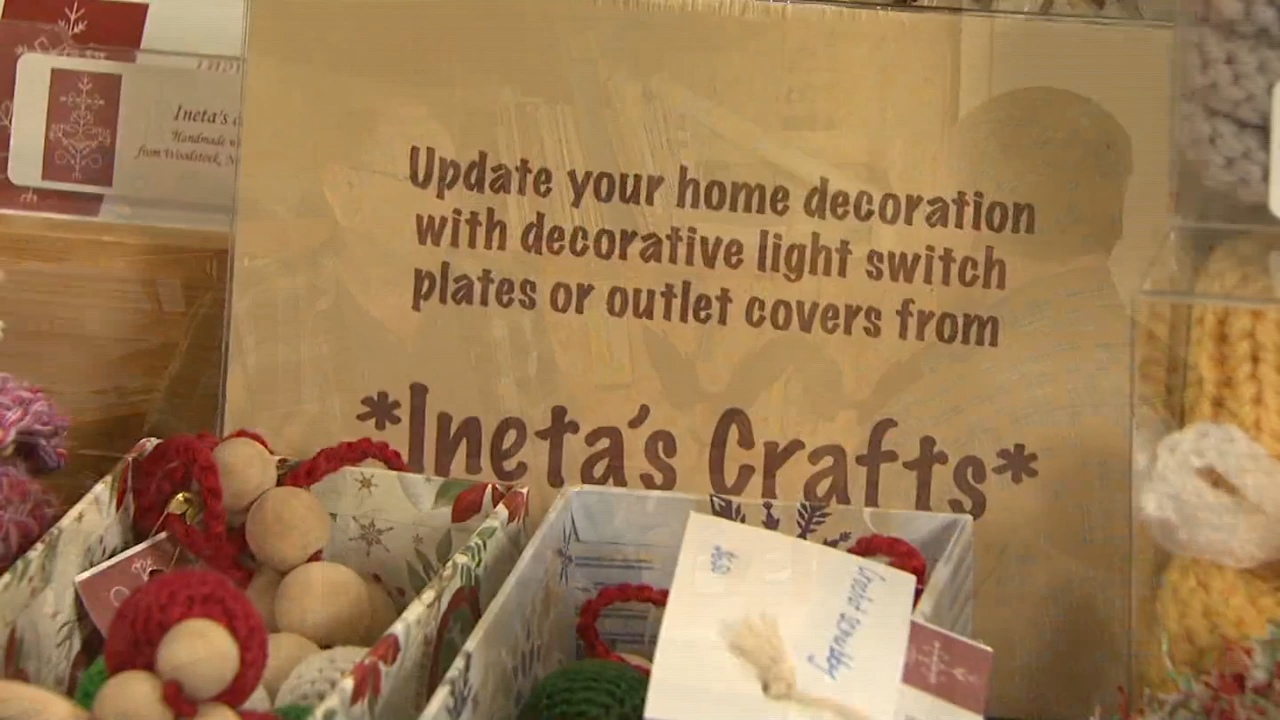 Ineta's
Handmade
from Woodstock,
Update your home decoration
with decorative light switch
plates or outlet covers from
*Ineta's Crafts*
Crochet